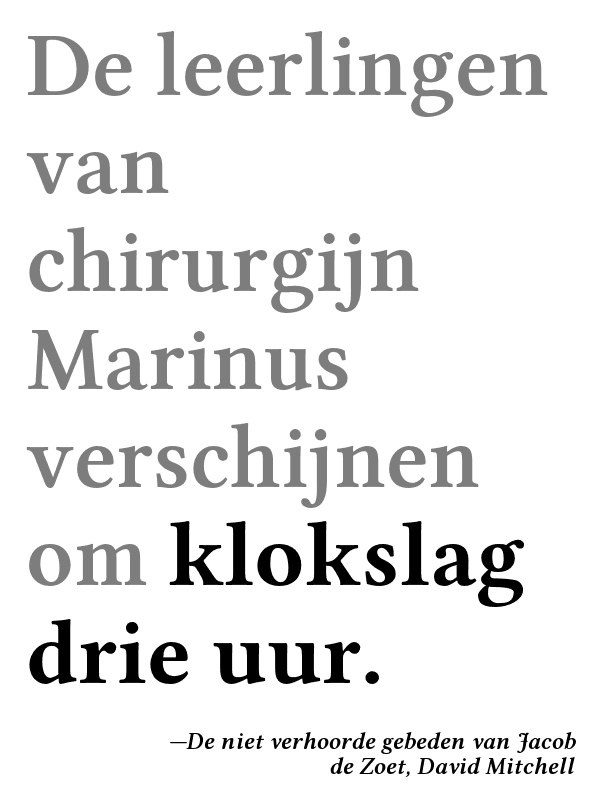 De leerlingen
van
chirurgijn
Marinus
verschijnen
om klokslag
drie uur.
—De niet verhoorde gebeden van Jacob
de Zoet, David Mitchell